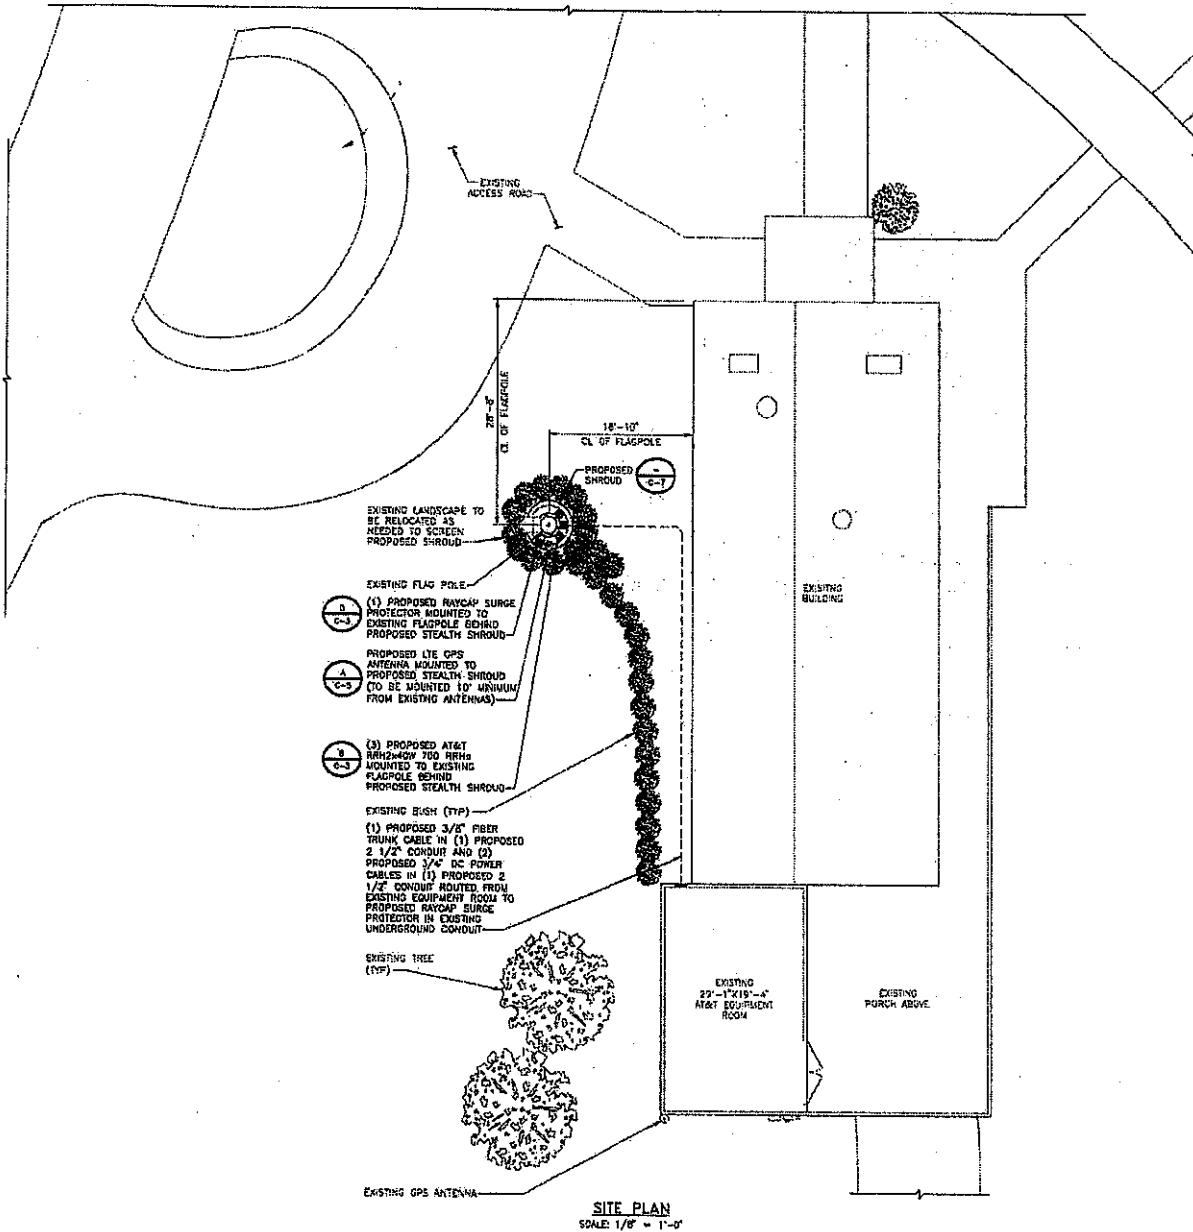 EXISTING
ACCESS ROAD
28'-8"
CL OF FLAGPOLE
18'-10"
CL OF FLAGPOLE
PROPOSED
SHROUD
C-7
EXISTING LANDSCAPE TO
BE RELOCATED AS
NEEDED TO SCREEN
PROPOSED SHROUD
EXISTING FLAG POLE
D
C-3
(1) PROPOSED RAYCAP SURGE
PROTECTOR MOUNTED TO
EXISTING FLAGPOLE BEHIND
PROPOSED STEALTH SHROUD
A
C-5
PROPOSED LTE GPS
ANTENNA MOUNTED TO
PROPOSED STEALTH SHROUD
(TO BE MOUNTED 10' MINIMUM
FROM EXISTING ANTENNAS)
B
C-3
(3) PROPOSED AT&T
RRH2x40W 700 RRHs
MOUNTED TO EXISTING
FLAGPOLE BEHIND
PROPOSED STEALTH SHROUD
EXISTING BUSH (TYP)
(1) PROPOSED 3/8" FIBER
TRUNK CABLE IN (1) PROPOSED
2 1/2" CONDUIT AND (2)
PROPOSED 3/4" DC POWER
CABLES IN (1) PROPOSED 2
1/2" CONDUIT ROUTED FROM
EXISTING EQUIPMENT ROOM TO
PROPOSED RAYCAP SURGE
PROTECTOR IN EXISTING
UNDERGROUND CONDUIT
EXISTING
BUILDING
EXISTING TREE
(TYP)
EXISTING
29'-1"X19'-4"
AT&T EQUIPMENT
ROOM
EXISTING
PORCH ABOVE
EXISTING GPS ANTENNA
SITE PLAN
SCALE: 1/8" = 1'-0"